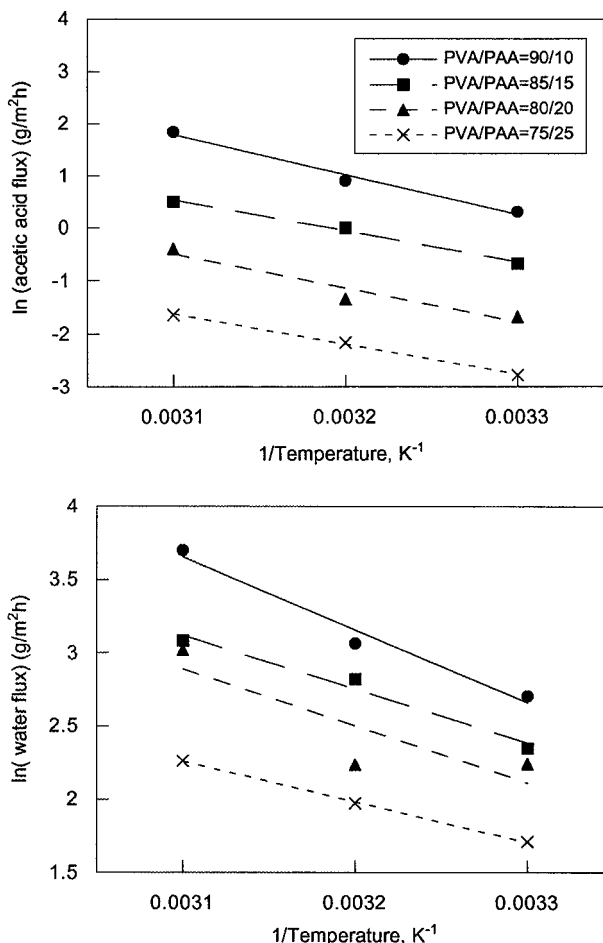 4
3
2
1
0
-1
-2
-3
ln (acetic acid flux) (g/m²h)
PVA/PAA=90/10
PVA/PAA=85/15
PVA/PAA=80/20
PVA/PAA=75/25
0.0031 0.0032 0.0033
1/Temperature, K⁻¹
4
3.5
3
2.5
2
1.5
ln( water flux) (g/m²h)
0.0031 0.0032 0.0033
1/Temperature, K⁻¹